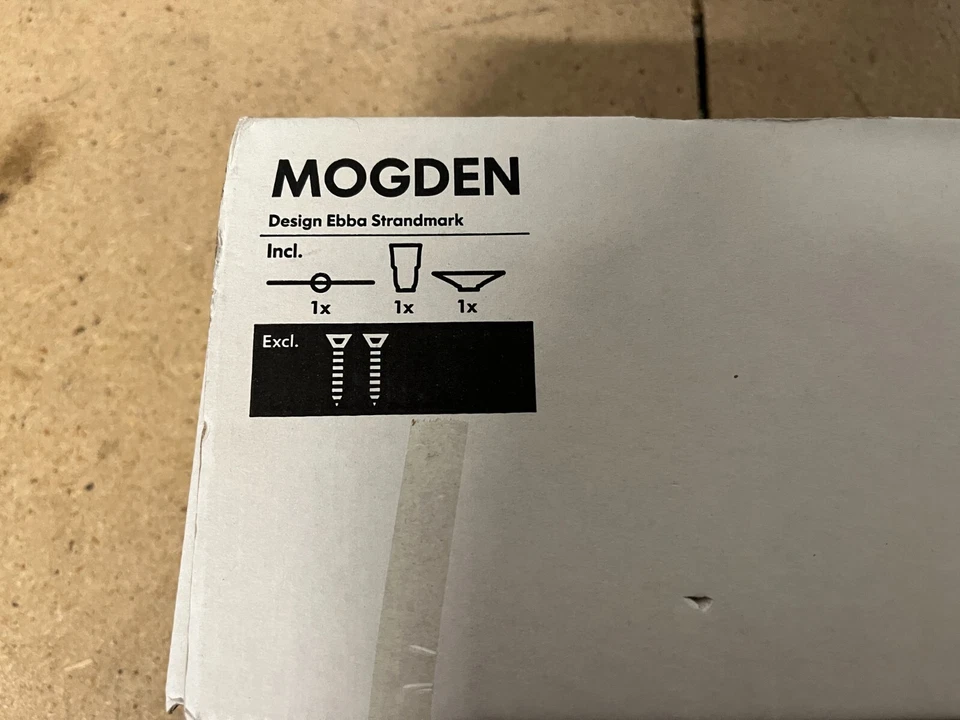 MOGDEN
Design Ebba Strandmark
Incl.
1x 1x 1x
Excl.